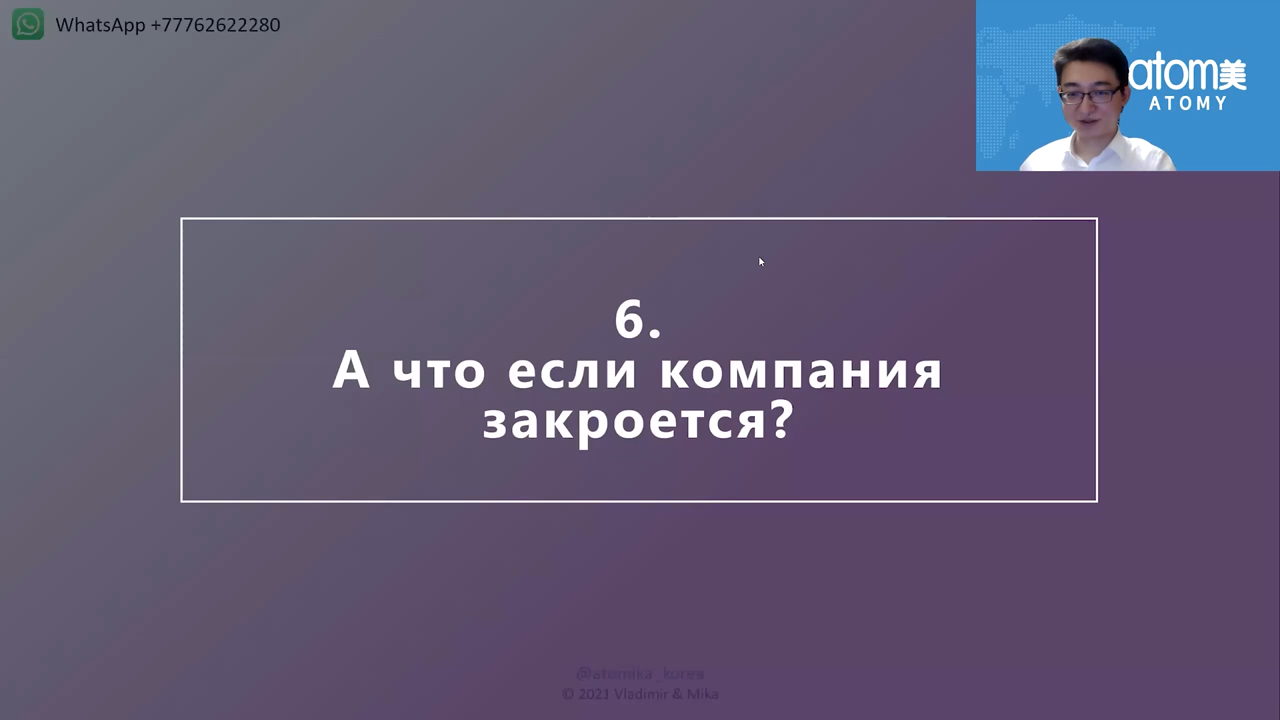 WhatsApp +77762622280
atom美
ATOMY
6.
А что если компания
закроется?
@atomika_korea
© 2021 Vladimir & Mika